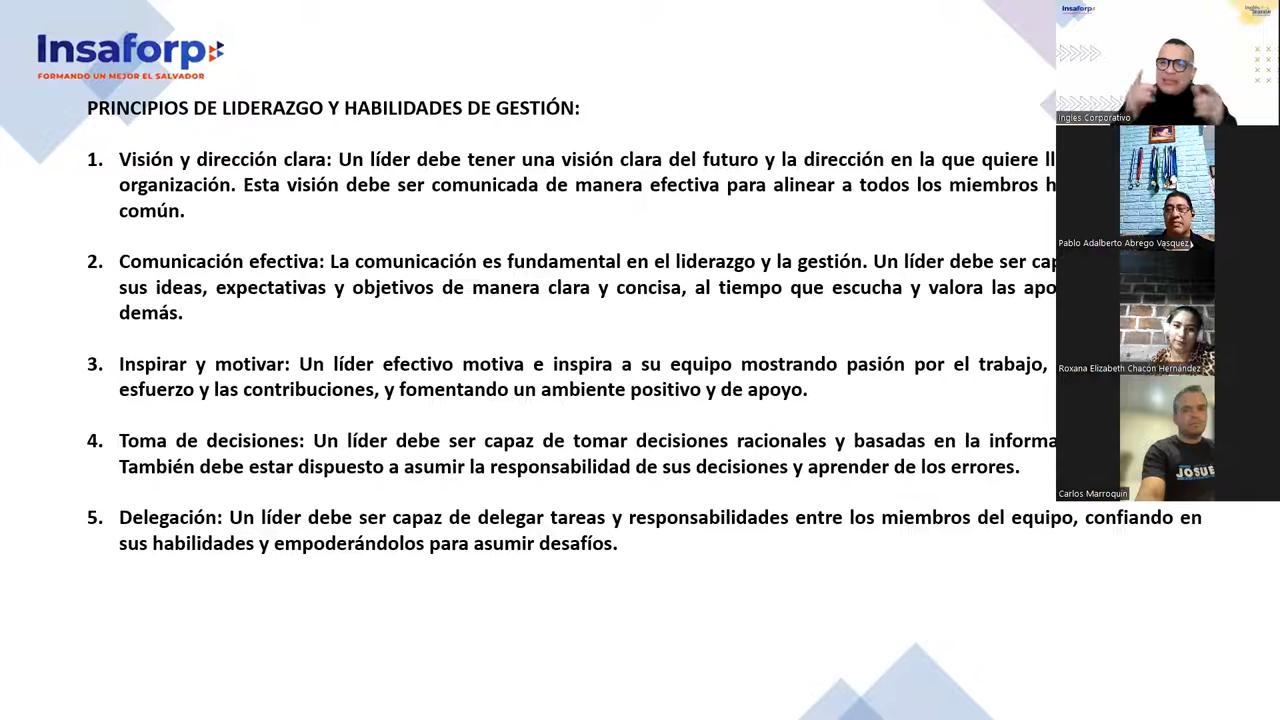 Insaforp
FORMANDO UN MEJOR EL SALVADOR
PRINCIPIOS DE LIDERAZGO Y HABILIDADES DE GESTIÓN:
1. Visión y dirección clara: Un líder debe tener una visión clara del futuro y la dirección en la que quiere
organización. Esta visión debe ser comunicada de manera efectiva para alinear a todos los miembros
común.
2. Comunicación efectiva: La comunicación es fundamental en el liderazgo y la gestión. Un líder debe ser
sus ideas, expectativas y objetivos de manera clara y concisa, al tiempo que escucha y valora las
demás.
3. Inspirar y motivar: Un líder efectivo motiva e inspira a su equipo mostrando pasión por el trabajo,
esfuerzo y las contribuciones, y fomentando un ambiente positivo y de apoyo.
4. Toma de decisiones: Un líder debe ser capaz de tomar decisiones racionales y basadas en la
También debe estar dispuesto a asumir la responsabilidad de sus decisiones y aprender de los errores.
5. Delegación: Un líder debe ser capaz de delegar tareas y responsabilidades entre los miembros del equipo, confiando en
sus habilidades y empoderándolos para asumir desafíos.
Insaforp
Ingles Corporativo
Pablo Adalberto Abrego Vasquez
Roxana Elizabeth Chacón Hernández
JOSUÉ
Carlos Marroquin